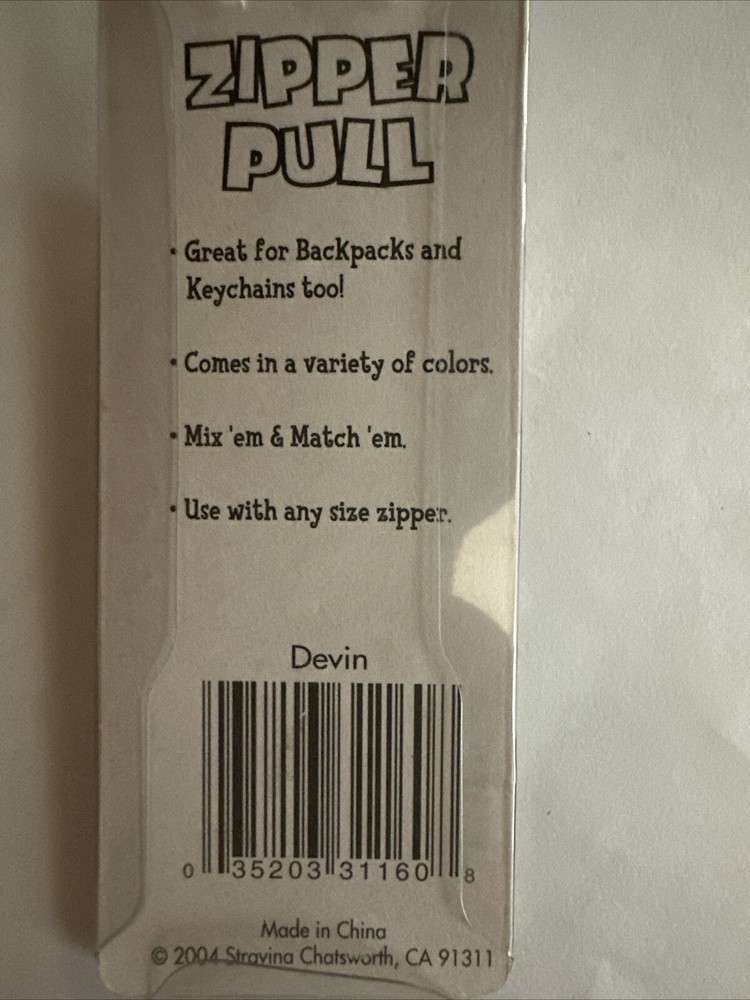 ZIPPER
PULL
• Great for Backpacks and
Keychains too!
• Comes in a variety of colors.
• Mix 'em & Match 'em.
• Use with any size zipper.
Devin
0 35203 31160 8
Made in China
© 2004 Stravina Chatsworth, CA 91311